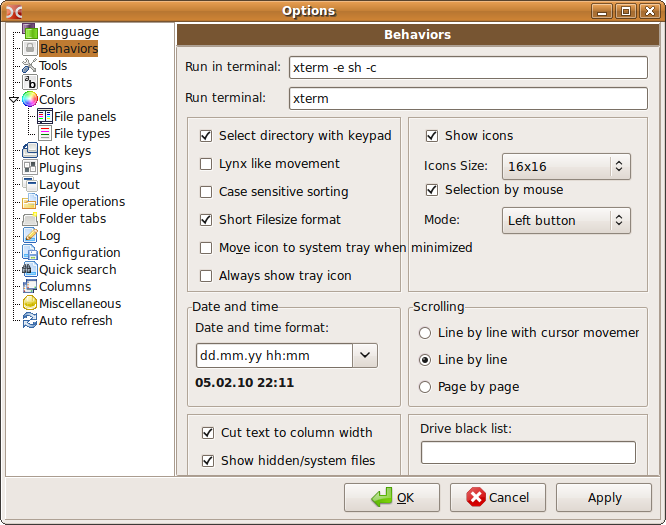 Options
Language
Behaviors
Tools
Fonts
Colors
File panels
File types
Hot keys
Plugins
Layout
File operations
Folder tabs
Log
Configuration
Quick search
Columns
Miscellaneous
Auto refresh
Behaviors
Run in terminal: xterm -e sh -c
Run terminal: xterm
Select directory with keypad
Lynx like movement
Case sensitive sorting
Short Filesize format
Move icon to system tray when minimized
Always show tray icon
Show icons
Icons Size: 16x16
Selection by mouse
Mode: Left button
Date and time
Date and time format:
dd.mm.yy hh:mm
05.02.10 22:11
Scrolling
Line by line with cursor movemer
Line by line
Page by page
Cut text to column width
Show hidden/system files
Drive black list:
OK Cancel Apply